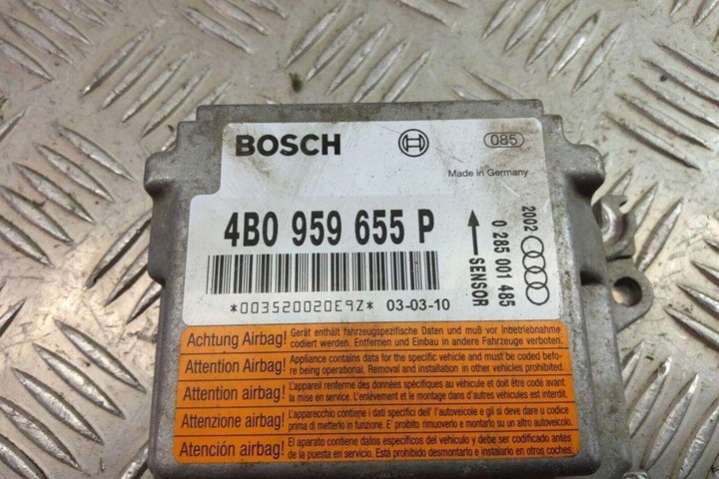 BOSCH
085
Made in Germany
4B0 959 655 P
SENSOR
0 285 001 485
2002
*003520020E9Z* 03-03-10
Achtung Airbag! Gerät enthält fahrzeugspezifische Daten und muß vor Inbetriebnahme
codiert werden. Entfernen und Einbau in andere Fahrzeuge verboten.
Attention Airbag! Appliance contains data for the specific vehicle and must be coded befo-
re being operational. Removal and installation in other vehicles prohibited.
Attention airbag! L'appareil renferme des données spécifiques au véhicule et doit être codé avant
la mise en service. L'enlèvement et le montage dans d'autres véhicules sont interdits.
Attenzione airbag! L'apparecchio contiene i dati specifici dell' l'autoveicolo e gli si deve dare u codice
prima di metterlo in funzione. E' proibito rimuoverlo e montarlo su un altro autoveicolo.
Atención airbag! El aparato contiene datos específicos del vehículo y debe ser codificado antes
de la puesta en servicio. Está prohibido desmontarlo e instalarlo en otros coches.